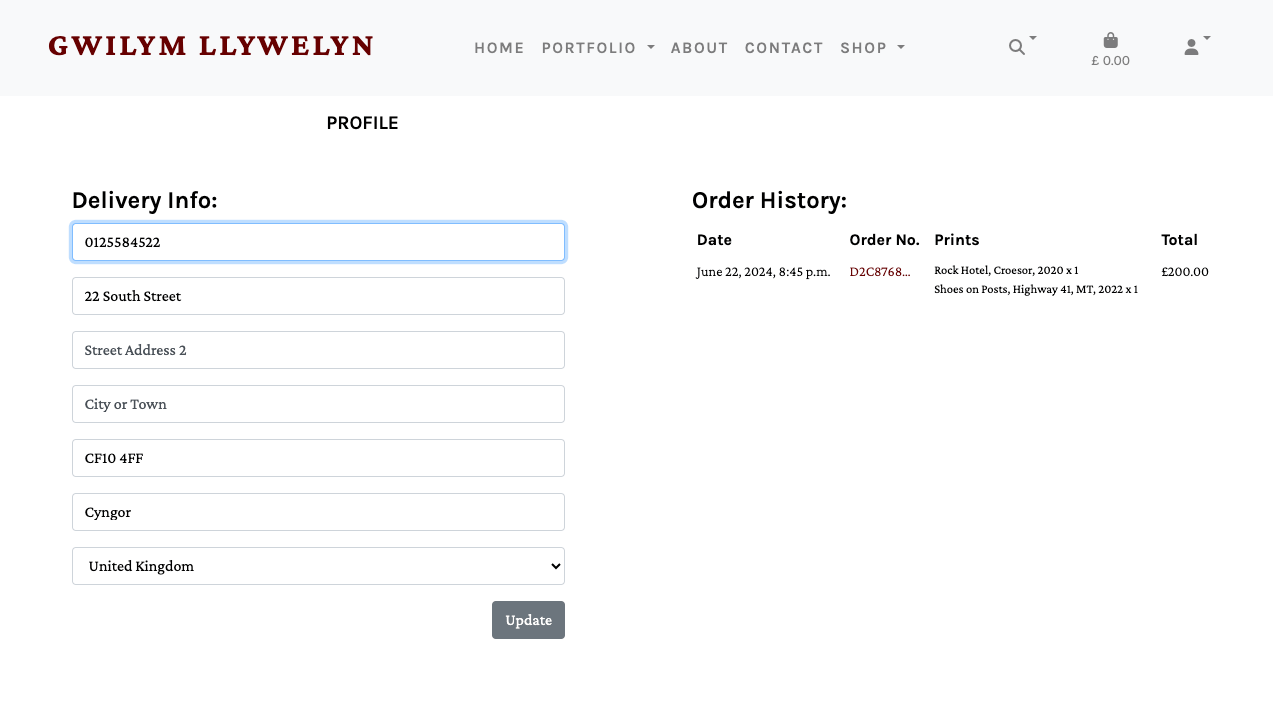 GWILYM LLYWELYN
HOME PORTFOLIO ABOUT CONTACT SHOP
£ 0.00
PROFILE
Delivery Info:
0125584522
22 South Street
Street Address 2
City or Town
CF10 4FF
Cyngor
United Kingdom
Update
Order History:
Date Order No. Prints Total
June 22, 2024, 8:45 p.m. D2C8768... Rock Hotel, Croesor, 2020 x 1 £200.00
Shoes on Posts, Highway 41, MT, 2022 x 1